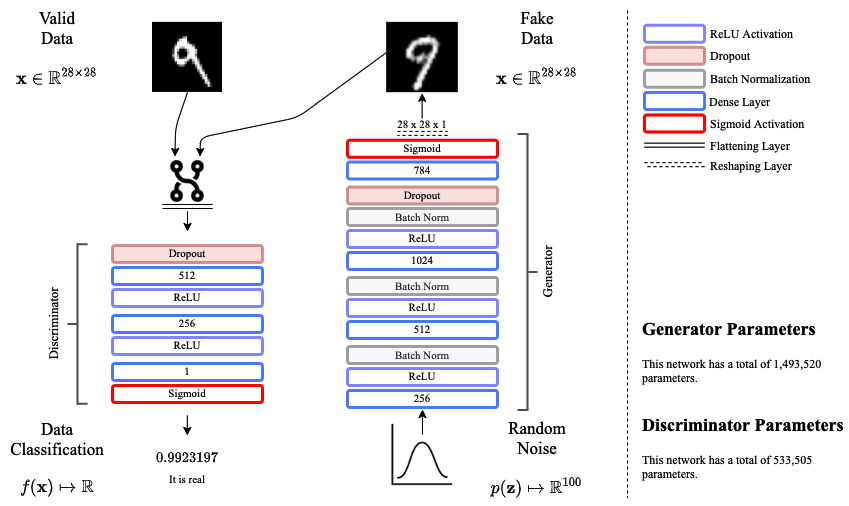 Valid
Data
x ∈ ℝ^{28×28}
Fake
Data
x ∈ ℝ^{28×28}
28 x 28 x 1
Sigmoid
784
Dropout
Batch Norm
ReLU
1024
Batch Norm
ReLU
512
Batch Norm
ReLU
256
Generator
Discriminator
Dropout
512
ReLU
256
ReLU
1
Sigmoid
Data
Classification
f(x) ↦ ℝ
0.9923197
It is real
Random
Noise
p(z) ↦ ℝ^{100}
ReLU Activation
Dropout
Batch Normalization
Dense Layer
Sigmoid Activation
Flattening Layer
Reshaping Layer
Generator Parameters
This network has a total of 1,493,520
parameters.
Discriminator Parameters
This network has a total of 533,505
parameters.